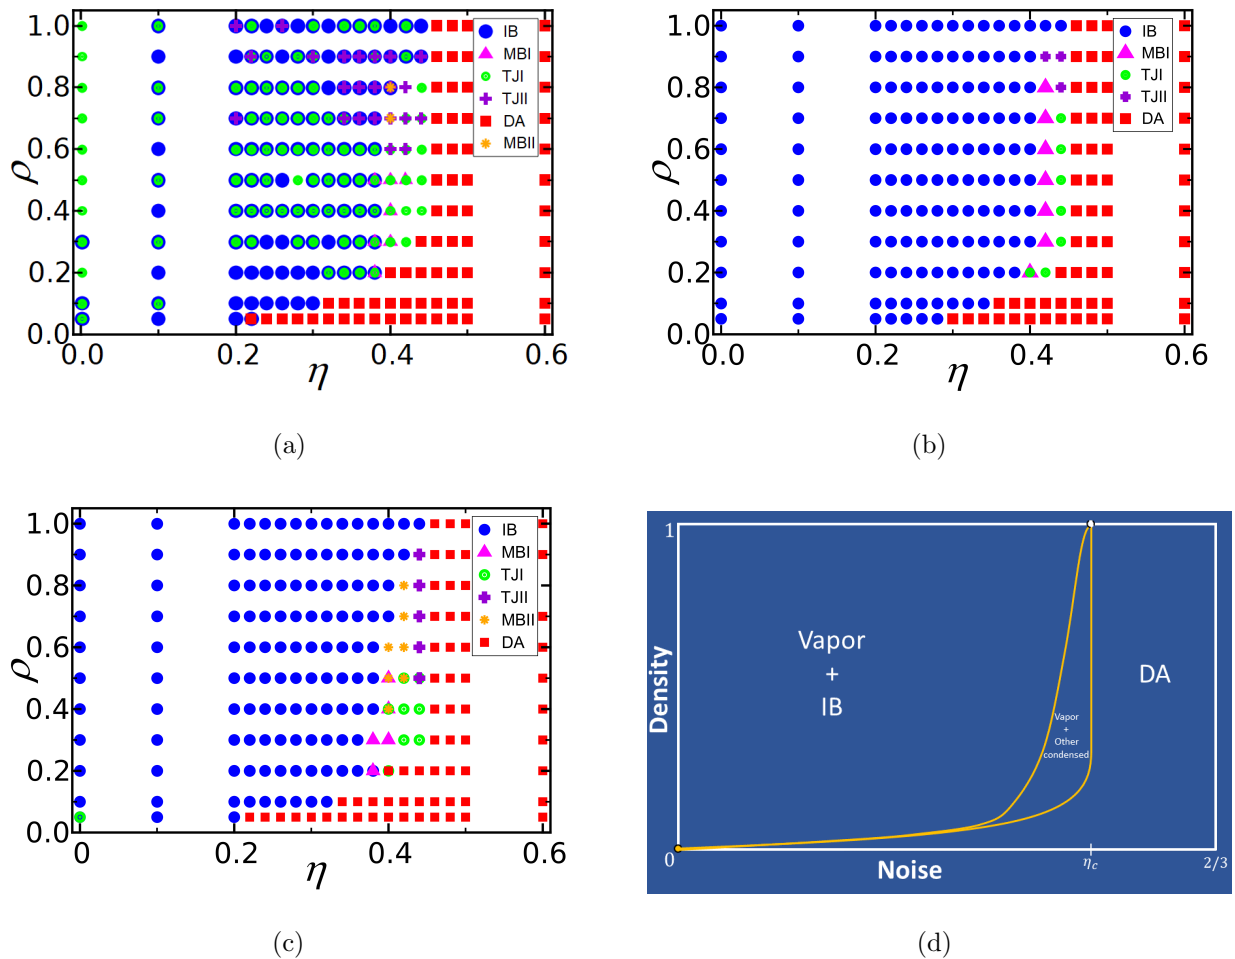 1.0
0.8
0.6
0.4
0.2
0.0
ρ
0.0
0.2
0.4
0.6
η
IB
MBI
TJI
TJII
DA
MBII
(a)
1.0
0.8
0.6
0.4
0.2
0.0
ρ
0.0
0.2
0.4
0.6
η
IB
MBI
TJI
TJII
DA
(b)
1.0
0.8
0.6
0.4
0.2
0.0
ρ
0
0.2
0.4
0.6
η
IB
MBI
TJI
TJII
MBII
DA
(c)
1
Density
Vapor
+
IB
Vapor
+
Other
condensed
DA
0
Noise
η_c
2/3
(d)